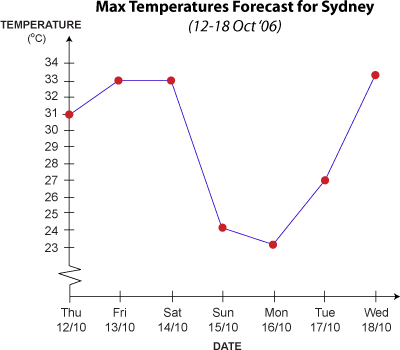 Max Temperatures Forecast for Sydney
(12-18 Oct ‘06)
TEMPERATURE
(°C)
34
33
32
31
30
29
28
27
26
25
24
23
Thu Fri Sat Sun Mon Tue Wed
12/10 13/10 14/10 15/10 16/10 17/10 18/10
DATE